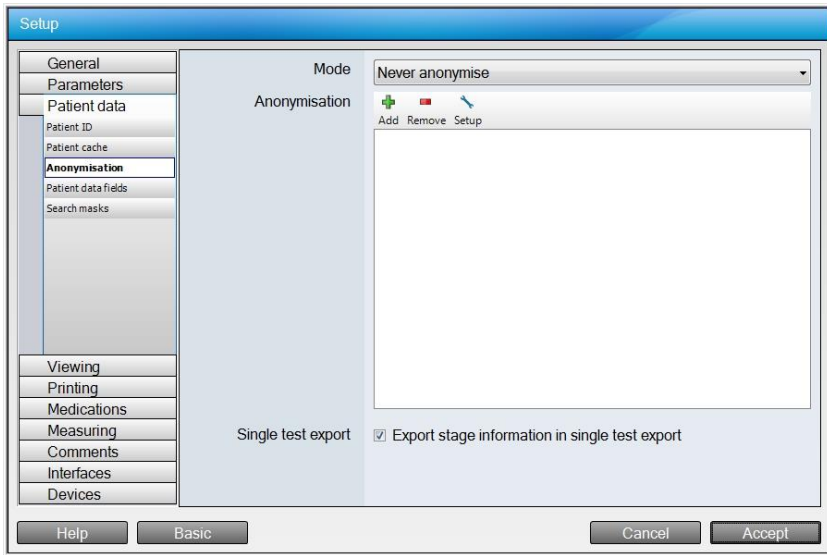 Setup
General
Parameters
Patient data
Patient ID
Patient cache
Anonymisation
Patient data fields
Search masks
Viewing
Printing
Medications
Measuring
Comments
Interfaces
Devices
Mode
Never anonymise
Anonymisation
Add Remove Setup
Single test export
Export stage information in single test export
Help
Basic
Cancel
Accept